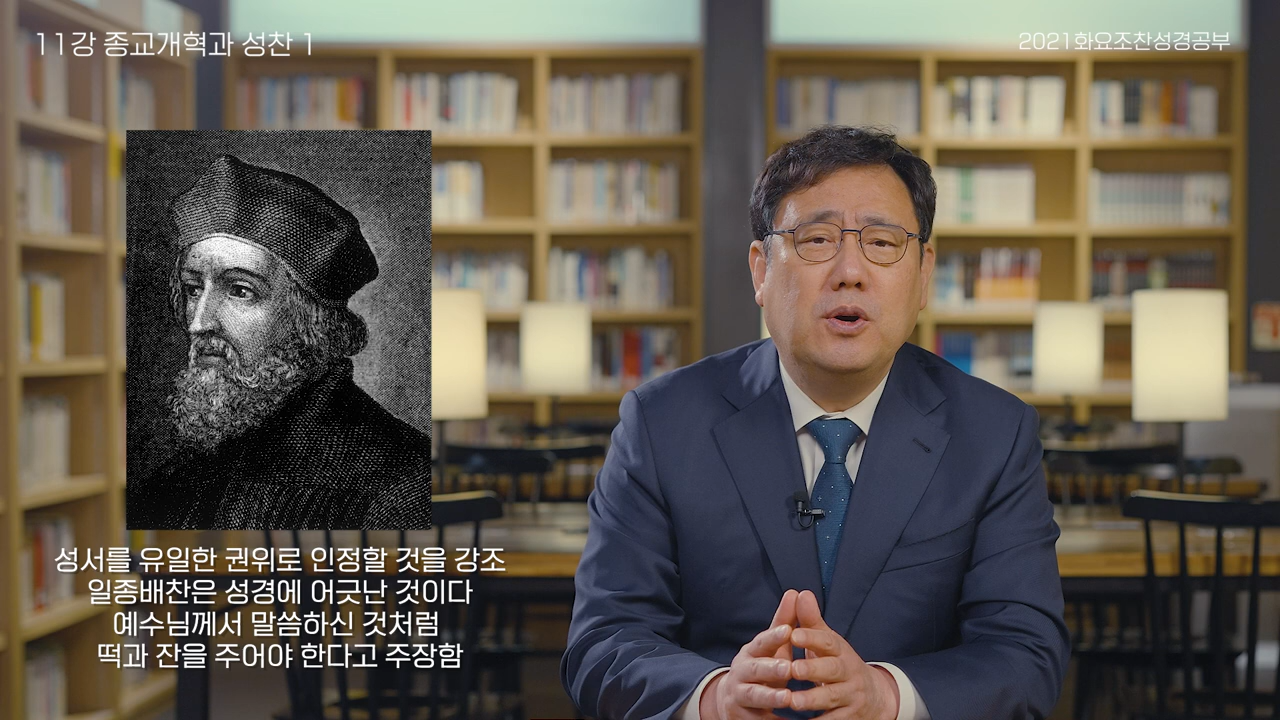 11강 종교개혁과 성찬 1
2021화요조찬성경공부
성서를 유일한 권위로 인정할 것을 강조
일종배찬은 성경에 어긋난 것이다
예수님께서 말씀하신 것처럼
떡과 잔을 주어야 한다고 주장함